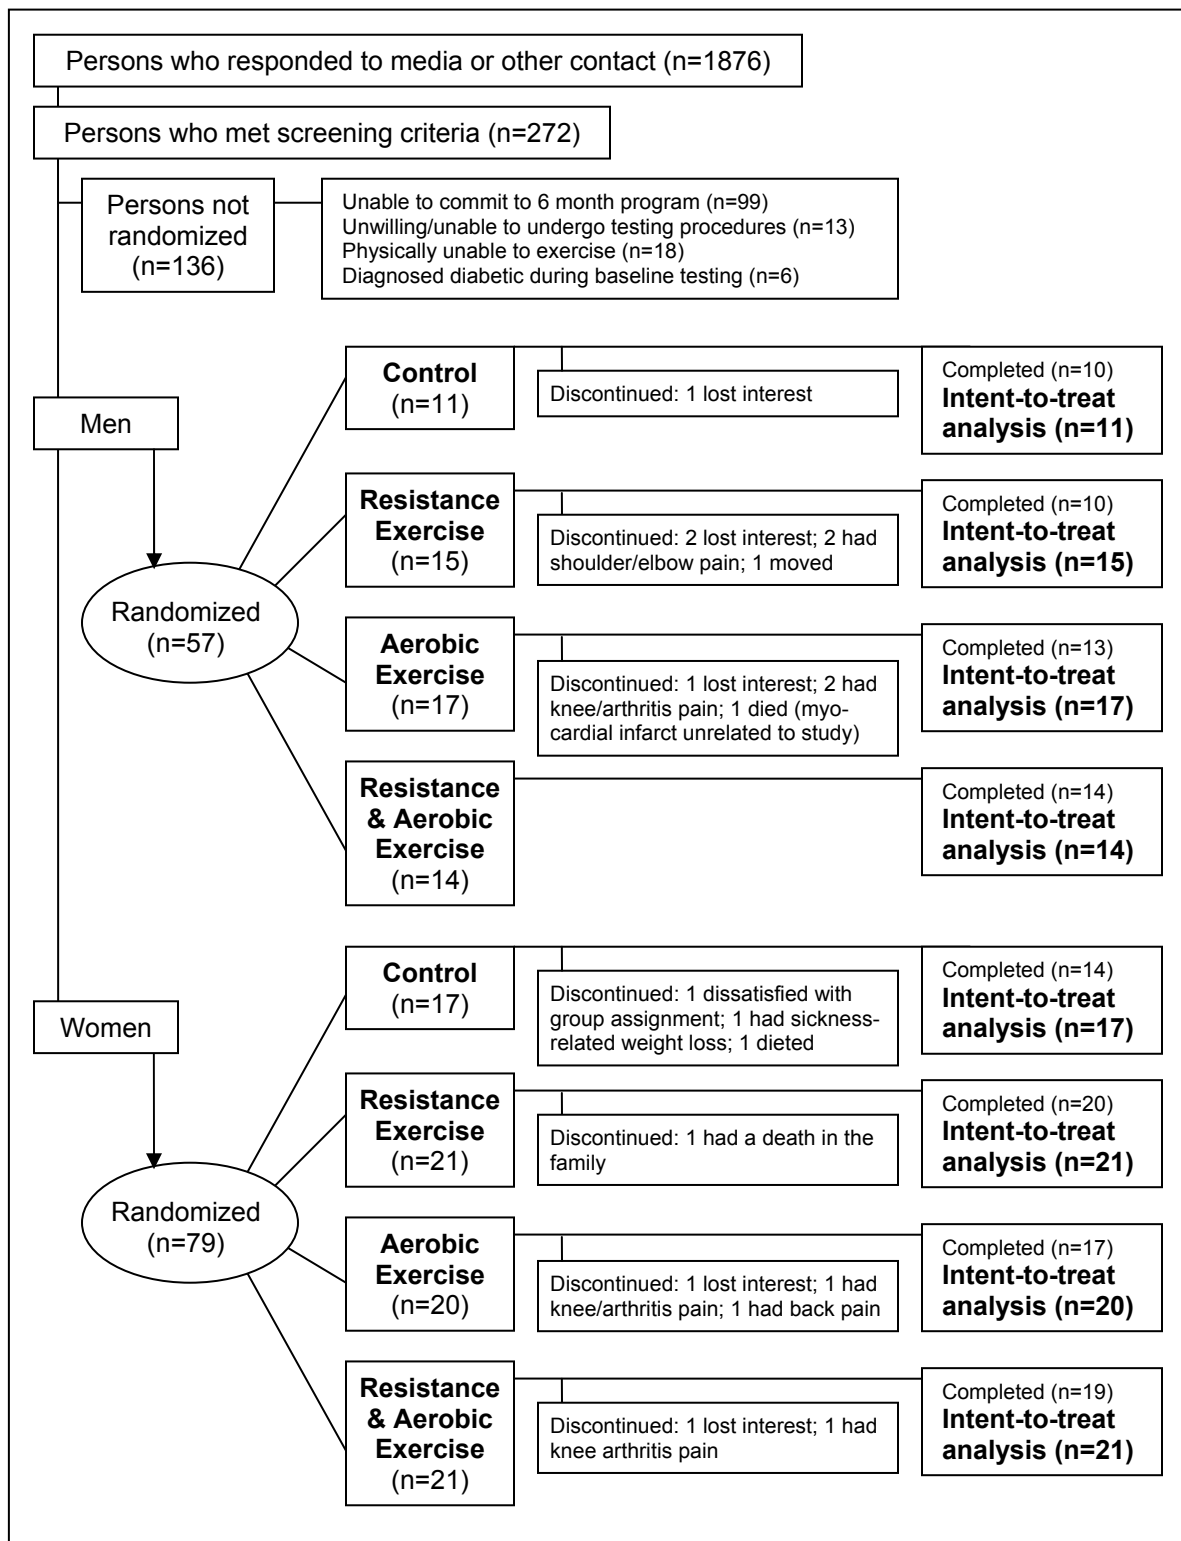 Persons who responded to media or other contact (n=1876)
Persons who met screening criteria (n=272)
Persons not
randomized
(n=136)
Unable to commit to 6 month program (n=99)
Unwilling/unable to undergo testing procedures (n=13)
Physically unable to exercise (n=18)
Diagnosed diabetic during baseline testing (n=6)
Men
Randomized
(n=57)
Control
(n=11)
Discontinued: 1 lost interest
Completed (n=10)
Intent-to-treat
analysis (n=11)
Resistance
Exercise
(n=15)
Discontinued: 2 lost interest; 2 had
shoulder/elbow pain; 1 moved
Completed (n=10)
Intent-to-treat
analysis (n=15)
Aerobic
Exercise
(n=17)
Discontinued: 1 lost interest; 2 had
knee/arthritis pain; 1 died (myo-
cardial infarct unrelated to study)
Completed (n=13)
Intent-to-treat
analysis (n=17)
Resistance
& Aerobic
Exercise
(n=14)
Completed (n=14)
Intent-to-treat
analysis (n=14)
Women
Randomized
(n=79)
Control
(n=17)
Discontinued: 1 dissatisfied with
group assignment; 1 had sickness-
related weight loss; 1 dieted
Completed (n=14)
Intent-to-treat
analysis (n=17)
Resistance
Exercise
(n=21)
Discontinued: 1 had a death in the
family
Completed (n=20)
Intent-to-treat
analysis (n=21)
Aerobic
Exercise
(n=20)
Discontinued: 1 lost interest; 1 had
knee/arthritis pain; 1 had back pain
Completed (n=17)
Intent-to-treat
analysis (n=20)
Resistance
& Aerobic
Exercise
(n=21)
Discontinued: 1 lost interest; 1 had
knee arthritis pain
Completed (n=19)
Intent-to-treat
analysis (n=21)